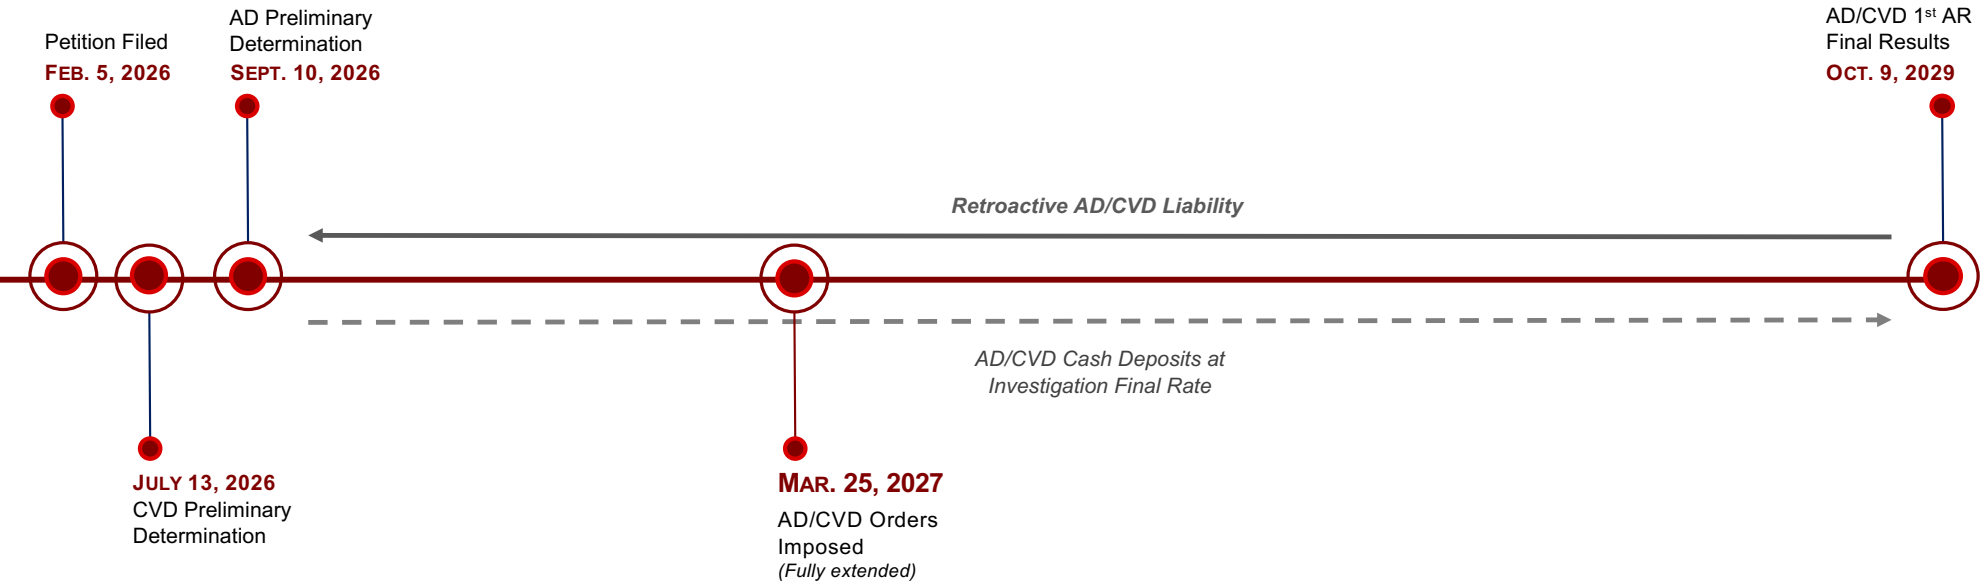 Petition Filed
FEB. 5, 2026
AD Preliminary
Determination
SEPT. 10, 2026
AD/CVD 1st AR
Final Results
OCT. 9, 2029
Retroactive AD/CVD Liability
AD/CVD Cash Deposits at
Investigation Final Rate
JULY 13, 2026
CVD Preliminary
Determination
MAR. 25, 2027
AD/CVD Orders
Imposed
(Fully extended)